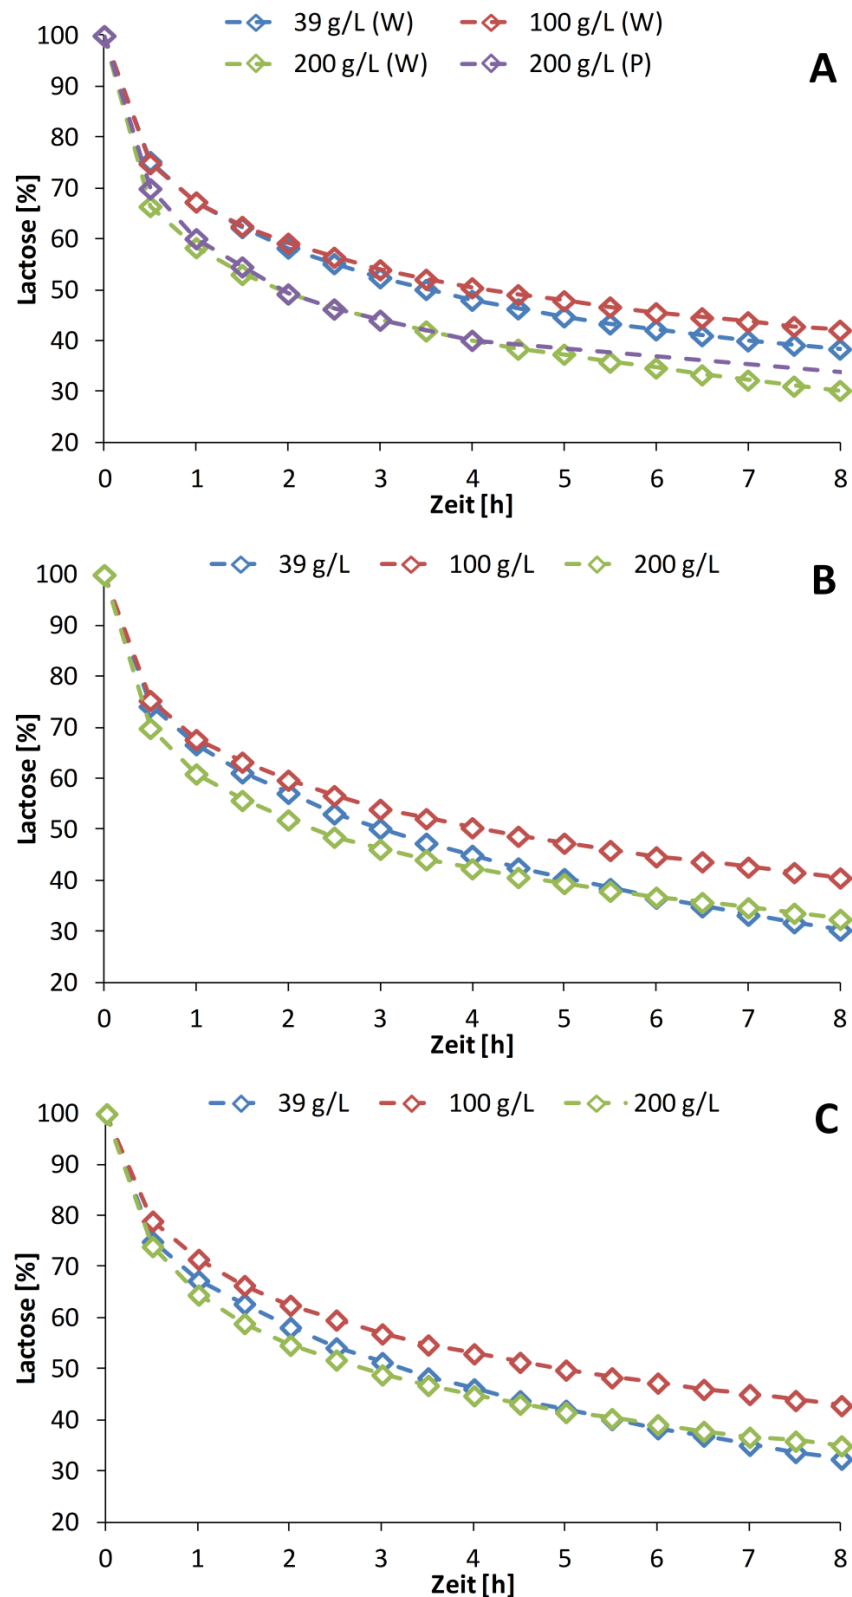 39 g/L (W) 100 g/L (W)
200 g/L (W) 200 g/L (P)
A
Lactose [%]
100
90
80
70
60
50
40
30
20
0 1 2 3 4 5 6 7 8
Zeit [h]
39 g/L 100 g/L 200 g/L
B
Lactose [%]
100
90
80
70
60
50
40
30
20
0 1 2 3 4 5 6 7 8
Zeit [h]
39 g/L 100 g/L 200 g/L
C
Lactose [%]
100
90
80
70
60
50
40
30
20
0 1 2 3 4 5 6 7 8
Zeit [h]